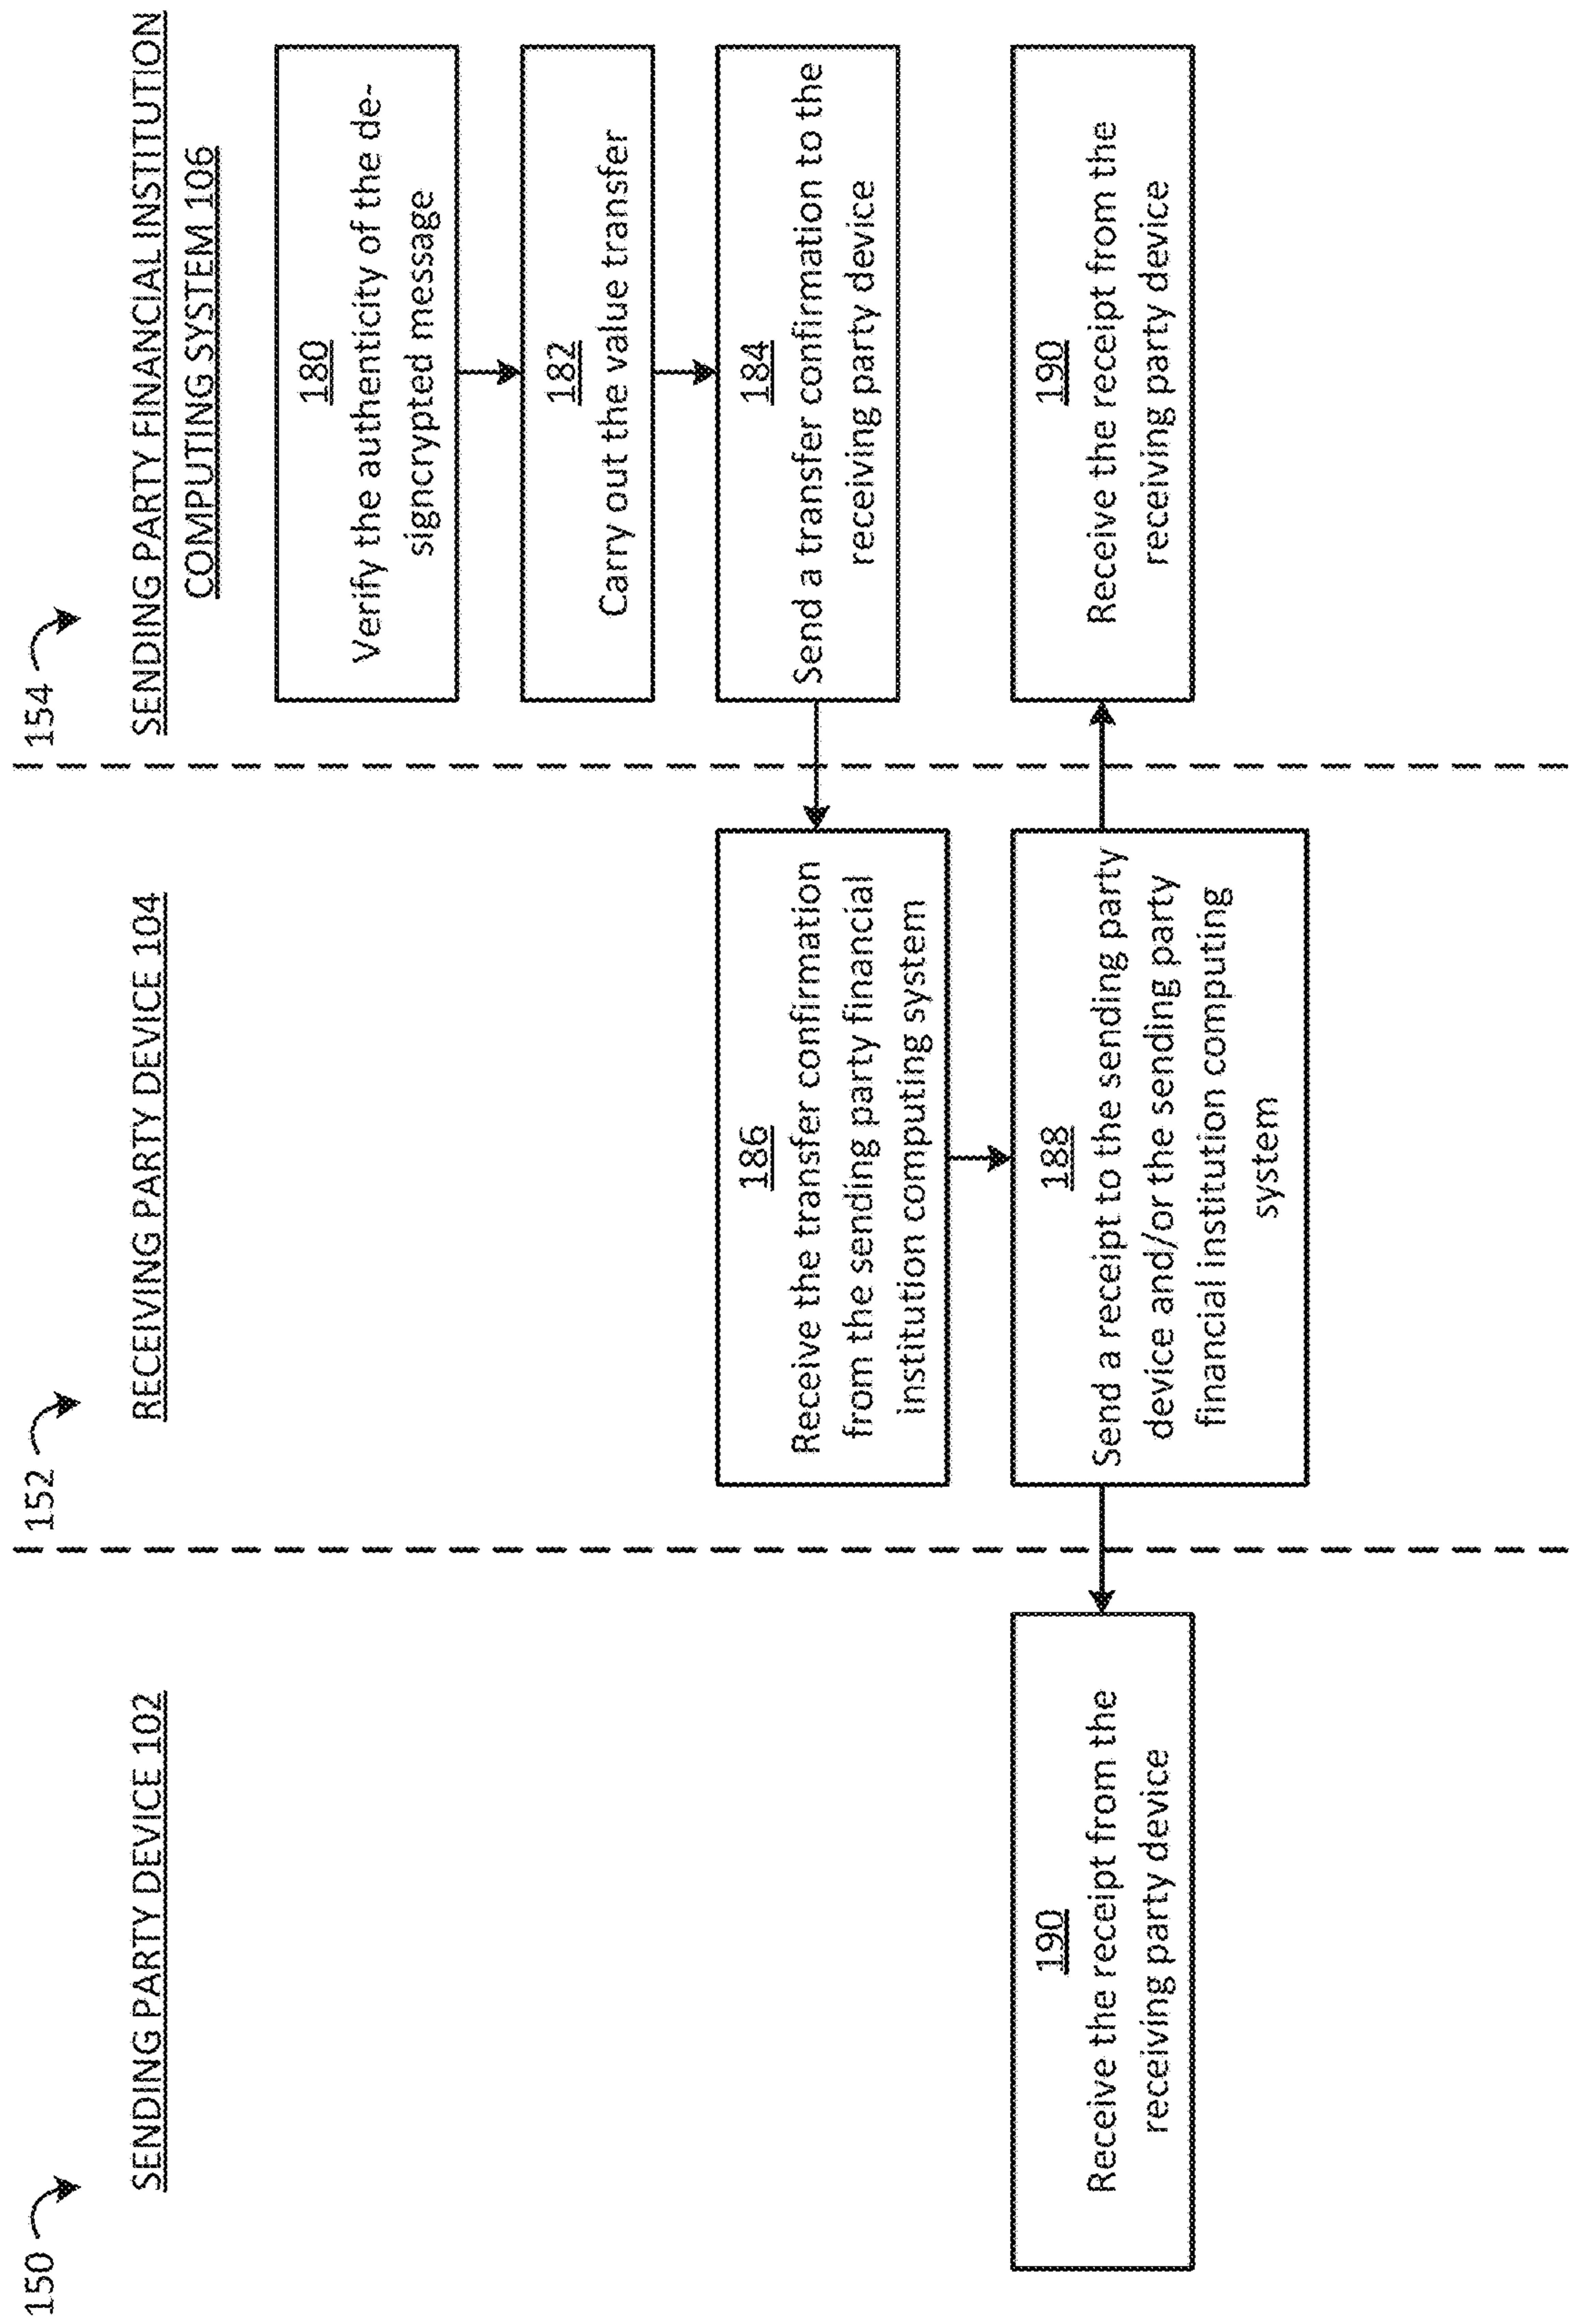 150
SENDING PARTY DEVICE 102
152
RECEIVING PARTY DEVICE 104
154
SENDING PARTY FINANCIAL INSTITUTION
COMPUTING SYSTEM 106
180
Verify the authenticity of the de-
signcrypted message
182
Carry out the value transfer
184
Send a transfer confirmation to the
receiving party device
186
Receive the transfer confirmation
from the sending party financial
institution computing system
188
Send a receipt to the sending party
device and/or the sending party
financial institution computing
system
190
Receive the receipt from the
receiving party device
190
Receive the receipt from the
receiving party device